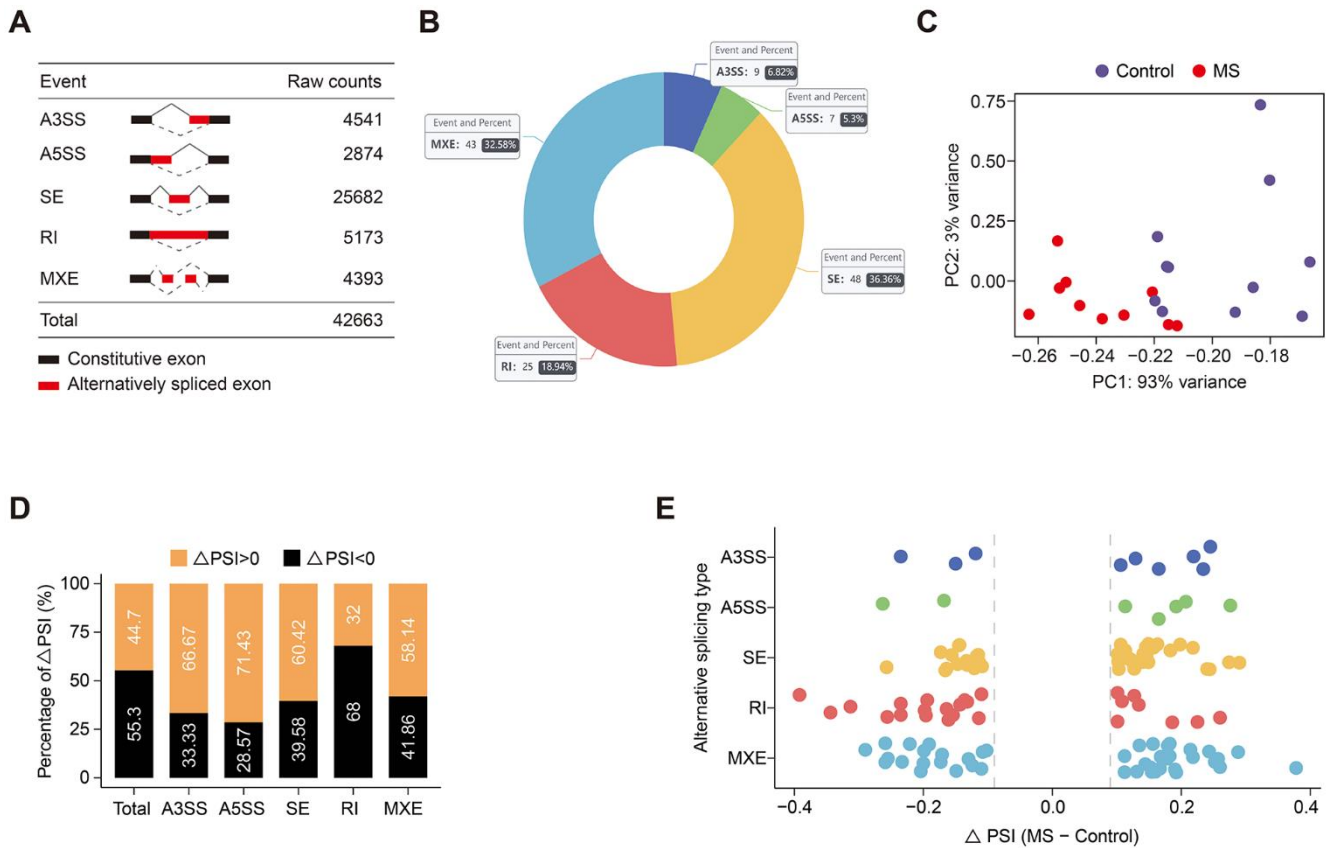 A
Event Raw counts
A3SS 4541
A5SS 2874
SE 25682
RI 5173
MXE 4393
Total 42663
Constitutive exon
Alternatively spliced exon
B
Event and Percent
A3SS: 9 6.82%
Event and Percent
A5SS: 7 5.3%
Event and Percent
MXE: 43 32.58%
Event and Percent
SE: 48 36.36%
Event and Percent
RI: 25 18.94%
C
Control MS
0.75
0.50
0.25
0.00
PC2: 3% variance
−0.26 −0.24 −0.22 −0.20 −0.18
PC1: 93% variance
D
△PSI>0 △PSI<0
Percentage of △PSI (%)
100
75
50
25
0
44.7 66.67 71.43 60.42 32 58.14
55.3 33.33 28.57 39.58 68 41.86
Total A3SS A5SS SE RI MXE
E
Alternative splicing type
A3SS
A5SS
SE
RI
MXE
−0.4 −0.2 0.0 0.2 0.4
△ PSI (MS − Control)